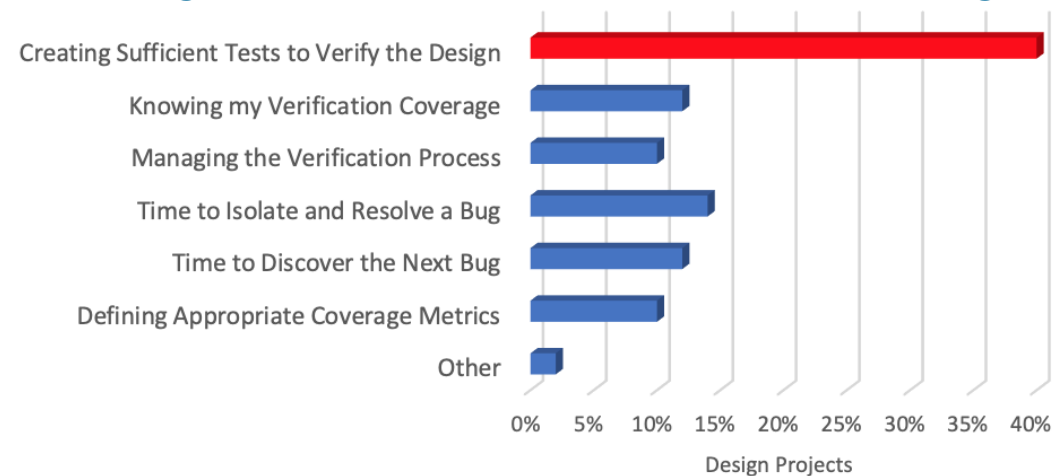 Creating Sufficient Tests to Verify the Design
Knowing my Verification Coverage
Managing the Verification Process
Time to Isolate and Resolve a Bug
Time to Discover the Next Bug
Defining Appropriate Coverage Metrics
Other
0% 5% 10% 15% 20% 25% 30% 35% 40%
Design Projects